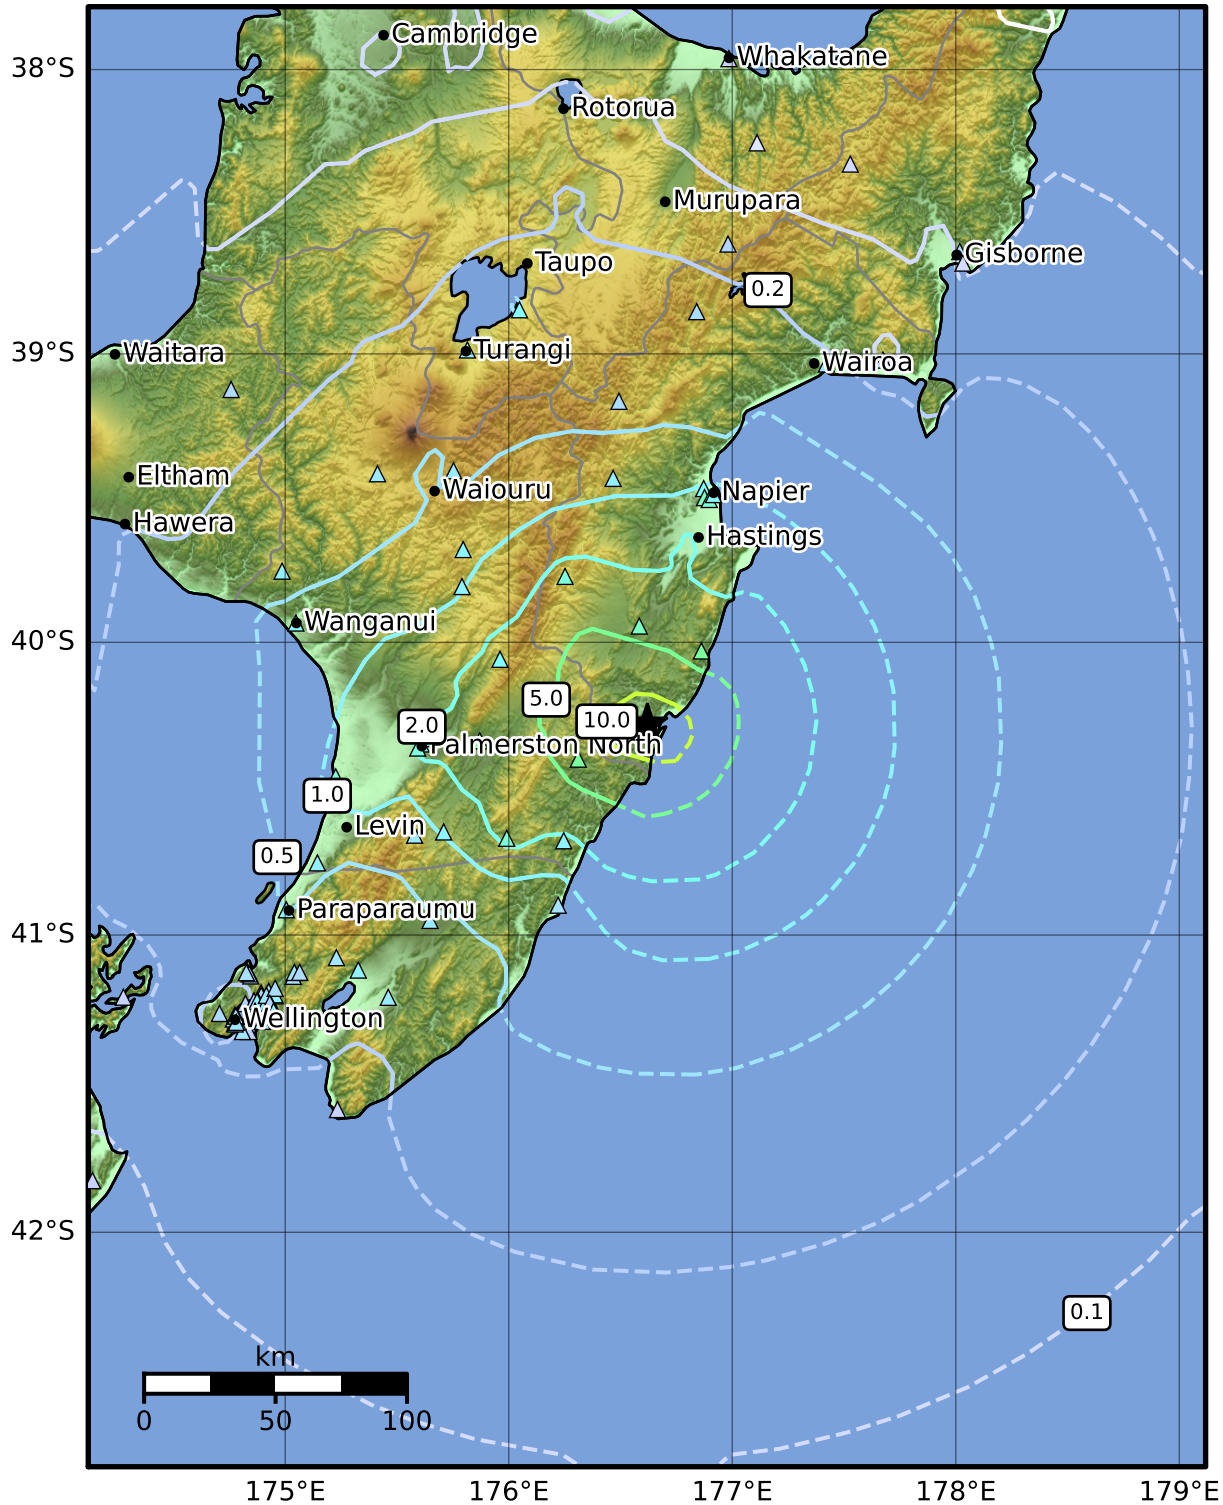 Cambridge
Whakatane
38°S
Rotorua
Murupara
Gisborne
Taupo
0.2
Waitara
39°S
Turangi
Wairoa
Eltham
Waiouru
Napier
Hawera
Hastings
Wanganui
40°S
5.0
10.0
2.0
Palmerston North
1.0
Levin
0.5
Paraparaumu
41°S
Wellington
42°S
0.1
km
0 50 100
175°E 176°E 177°E 178°E 179°E